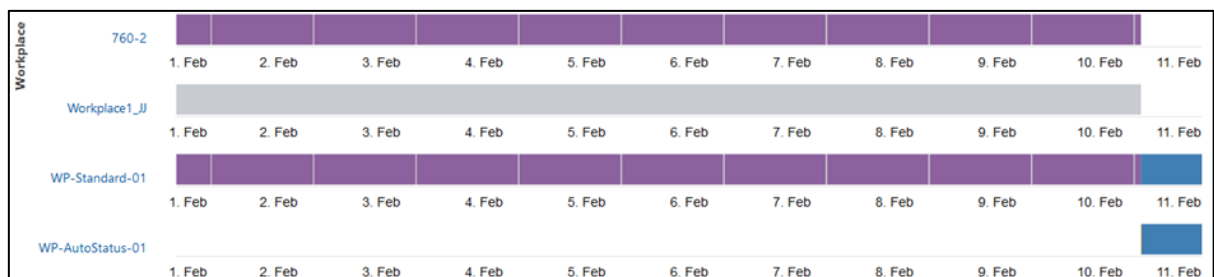 Workplace
760-2
1. Feb 2. Feb 3. Feb 4. Feb 5. Feb 6. Feb 7. Feb 8. Feb 9. Feb 10. Feb 11. Feb
Workplace1_JJ
1. Feb 2. Feb 3. Feb 4. Feb 5. Feb 6. Feb 7. Feb 8. Feb 9. Feb 10. Feb 11. Feb
WP-Standard-01
1. Feb 2. Feb 3. Feb 4. Feb 5. Feb 6. Feb 7. Feb 8. Feb 9. Feb 10. Feb 11. Feb
WP-AutoStatus-01
1. Feb 2. Feb 3. Feb 4. Feb 5. Feb 6. Feb 7. Feb 8. Feb 9. Feb 10. Feb 11. Feb